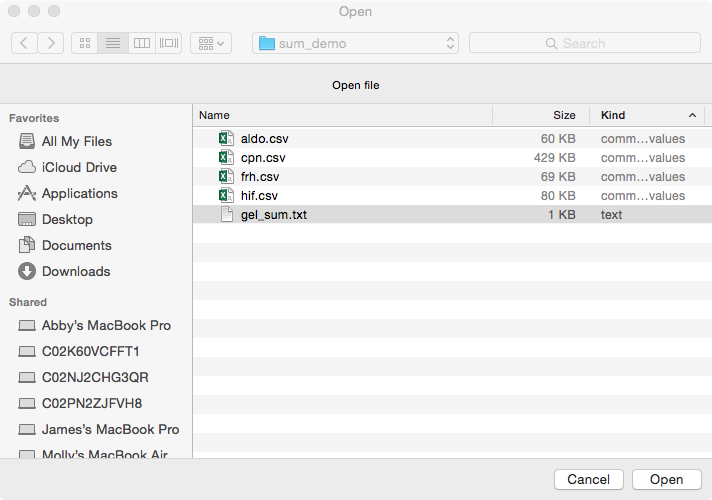 Open
sum_demo
Search
Open file
Favorites
All My Files
iCloud Drive
Applications
Desktop
Documents
Downloads
Shared
Abby’s MacBook Pro
C02K60VCFFT1
C02NJ2CHG3QR
C02PN2ZJFVH8
James’s MacBook Pro
Molly’s MacBook Air
Name Size Kind
aldo.csv 60 KB comm...values
cpn.csv 429 KB comm...values
frh.csv 69 KB comm...values
hif.csv 80 KB comm...values
gel_sum.txt 1 KB text
Cancel Open